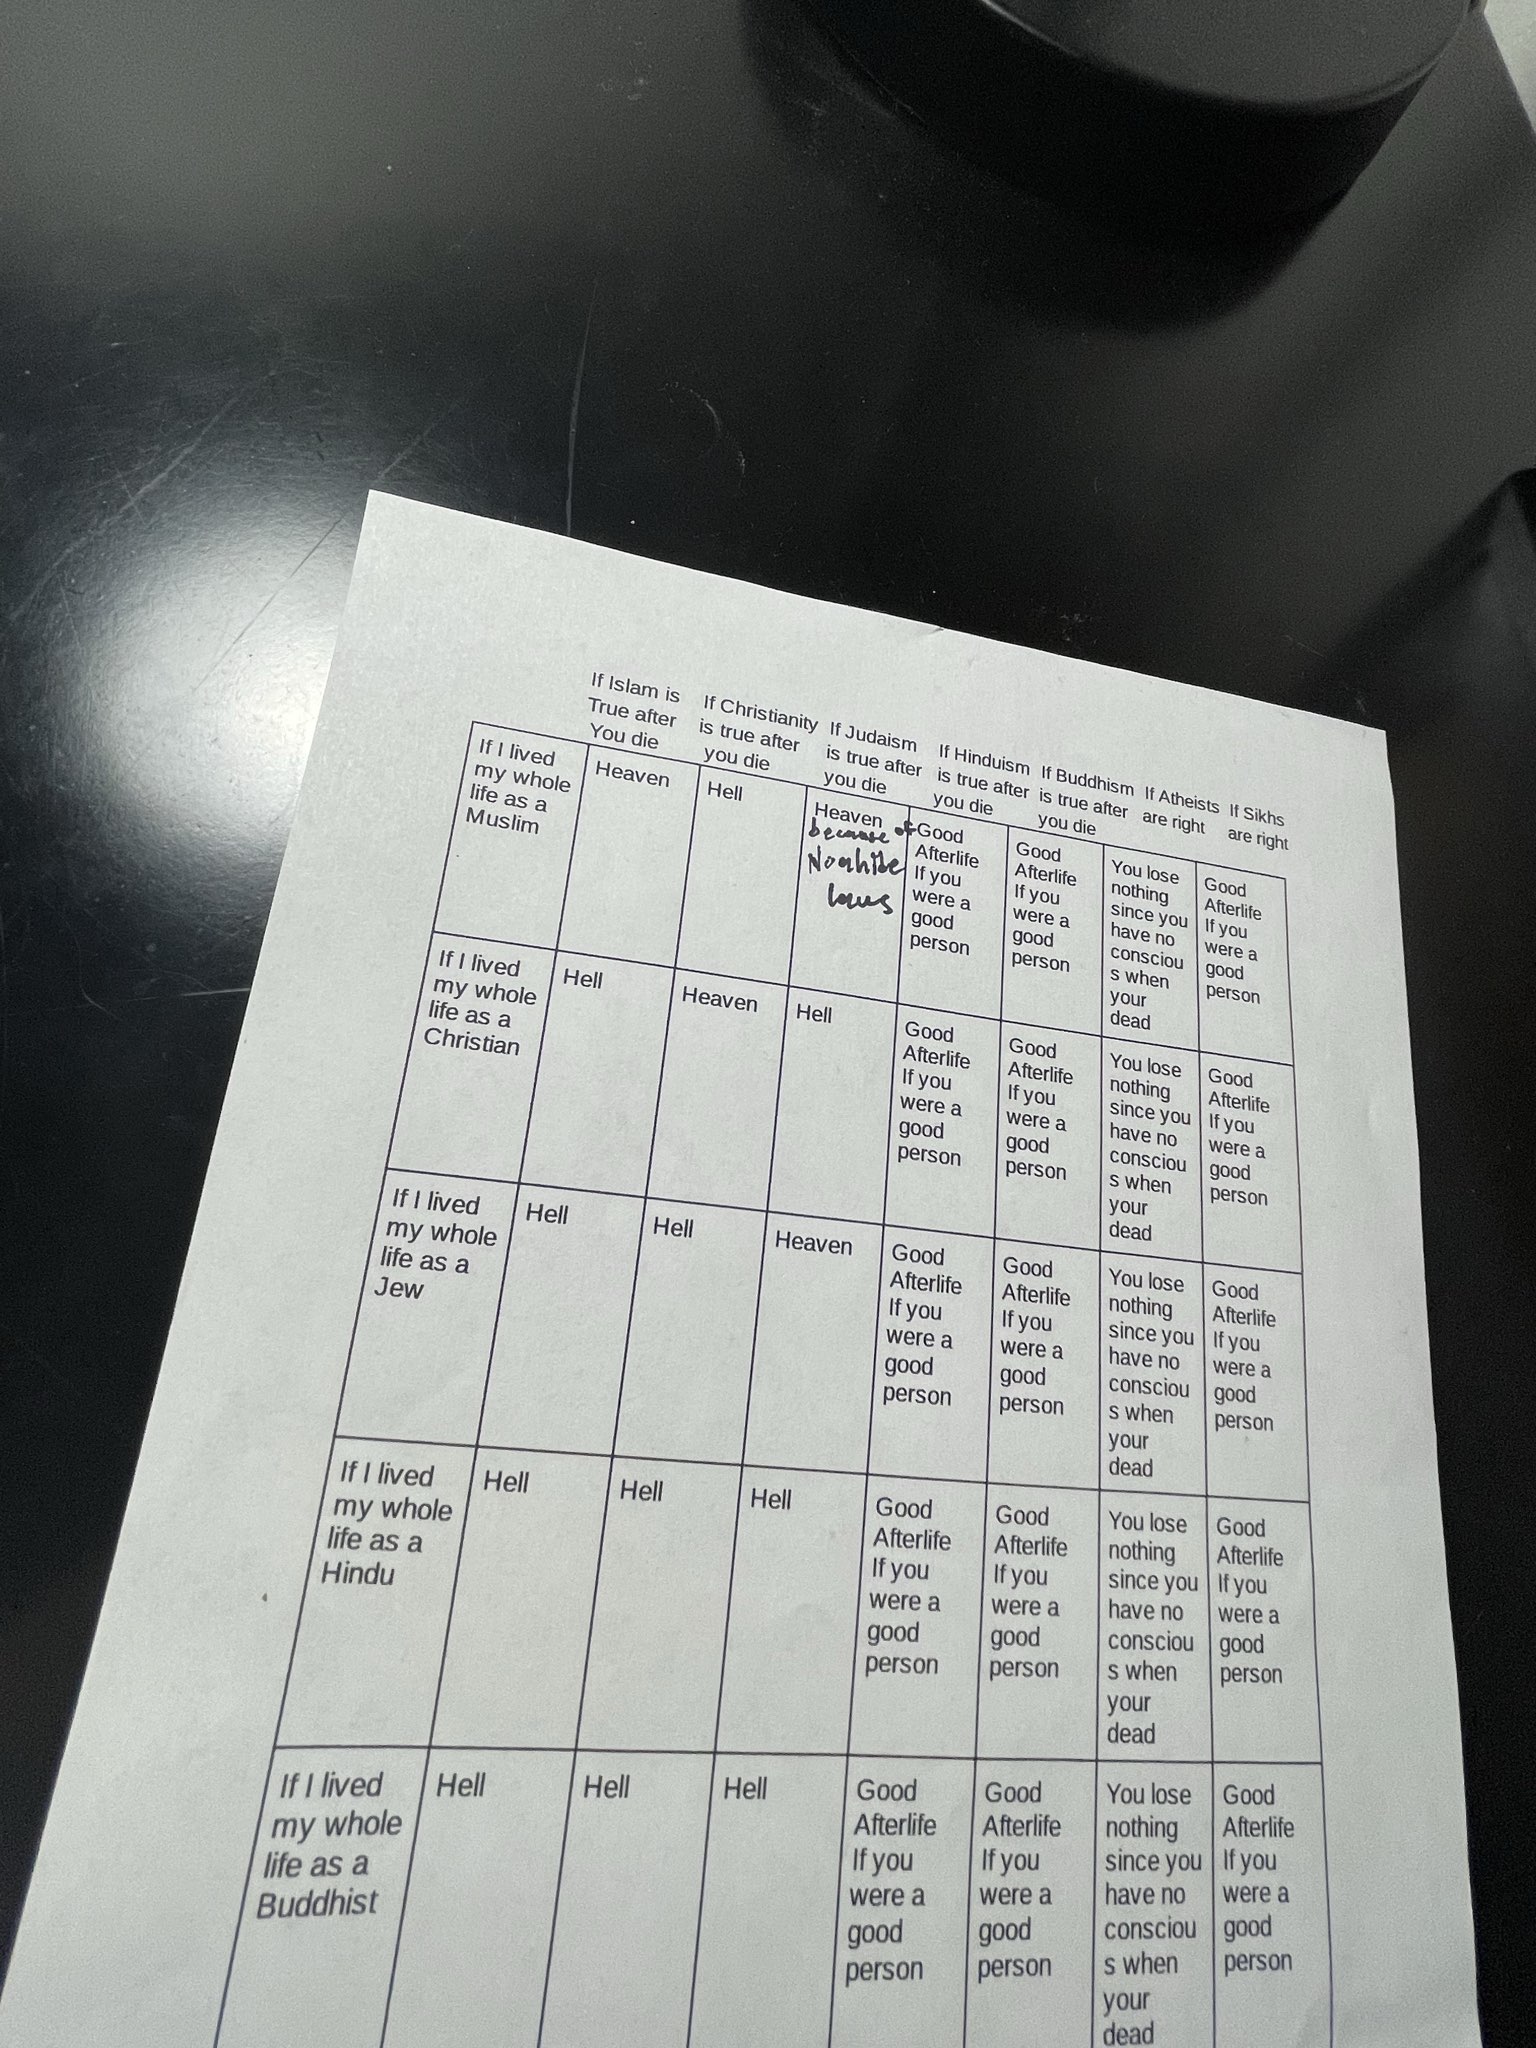 If Islam is
True after
You die
If Christianity
is true after
you die
If Judaism
is true after
you die
If Hinduism
is true after
you die
If Buddhism
is true after
you die
If Atheists
are right
If Sikhs
are right
If I lived
my whole
life as a
Muslim
Heaven
Hell
Heaven
because of
Noahide
laws
Good
Afterlife
If you
were a
good
person
Good
Afterlife
If you
were a
good
person
You lose
nothing
since you
have no
consciou
s when
your
dead
Good
Afterlife
If you
were a
good
person
If I lived
my whole
life as a
Christian
Hell
Heaven
Hell
Good
Afterlife
If you
were a
good
person
Good
Afterlife
If you
were a
good
person
You lose
nothing
since you
have no
consciou
s when
your
dead
Good
Afterlife
If you
were a
good
person
If I lived
my whole
life as a
Jew
Hell
Hell
Heaven
Good
Afterlife
If you
were a
good
person
Good
Afterlife
If you
were a
good
person
You lose
nothing
since you
have no
consciou
s when
your
dead
Good
Afterlife
If you
were a
good
person
If I lived
my whole
life as a
Hindu
Hell
Hell
Hell
Good
Afterlife
If you
were a
good
person
Good
Afterlife
If you
were a
good
person
You lose
nothing
since you
have no
consciou
s when
your
dead
Good
Afterlife
If you
were a
good
person
If I lived
my whole
life as a
Buddhist
Hell
Hell
Hell
Good
Afterlife
If you
were a
good
person
Good
Afterlife
If you
were a
good
person
You lose
nothing
since you
have no
consciou
s when
your
dead
Good
Afterlife
If you
were a
good
person